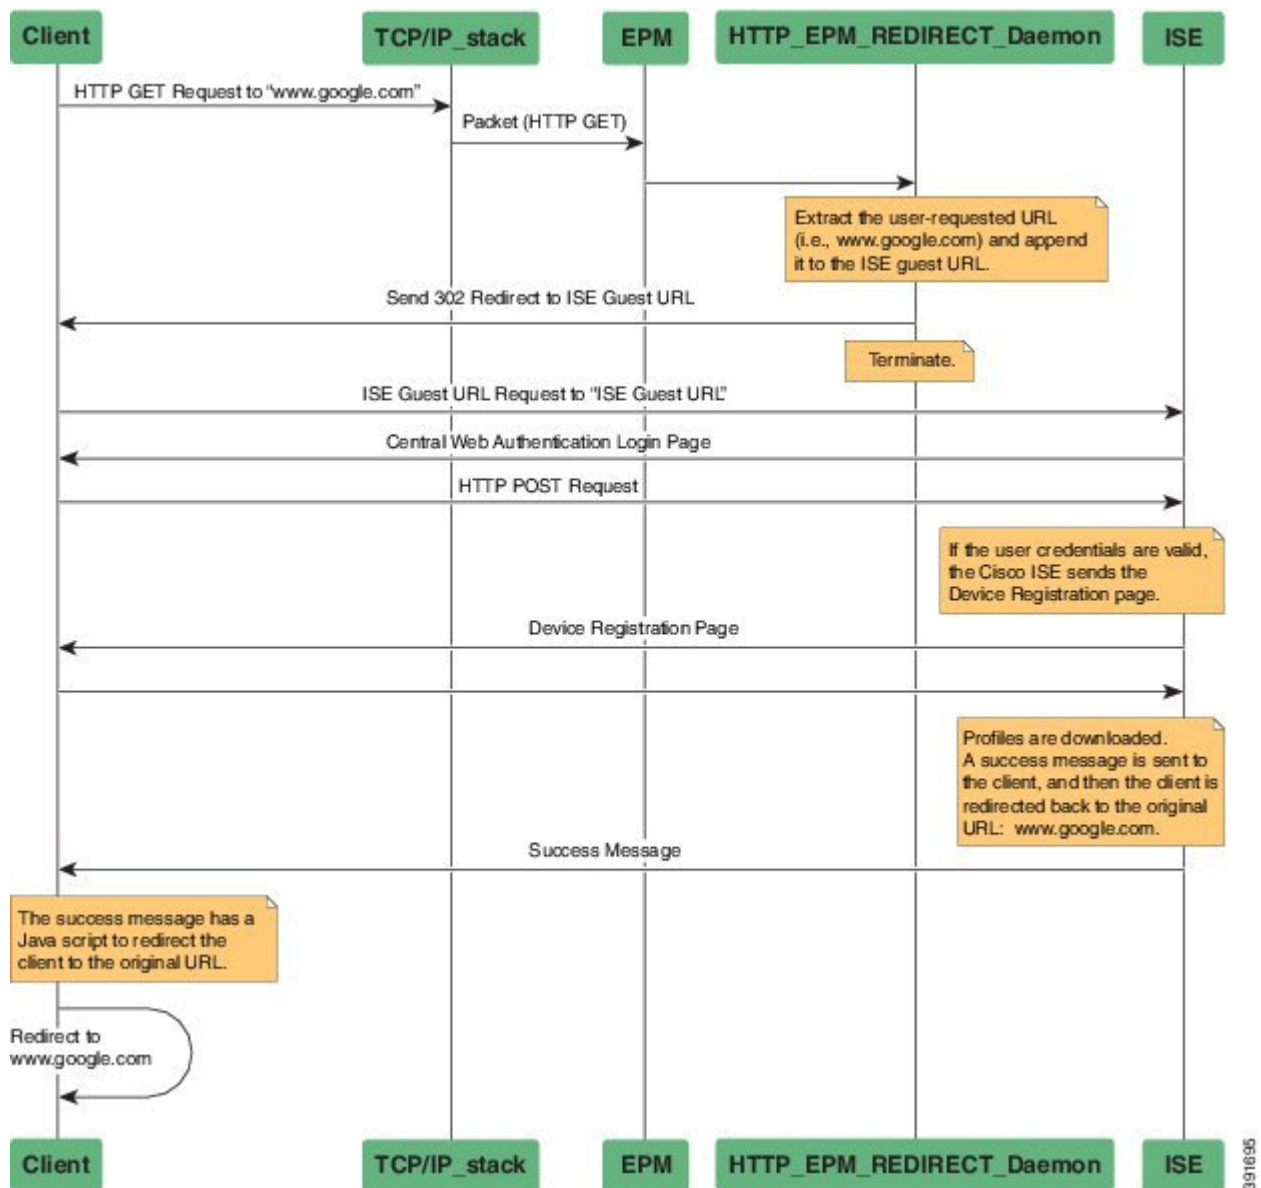 Client
TCP/IP_stack
EPM
HTTP_EPM_REDIRECT_Daemon
ISE
HTTP GET Request to "www.google.com"
Packet (HTTP GET)
Extract the user-requested URL
(i.e., www.google.com) and append
it to the ISE guest URL.
Send 302 Redirect to ISE Guest URL
Terminate.
ISE Guest URL Request to "ISE Guest URL"
Central Web Authentication Login Page
HTTP POST Request
If the user credentials are valid,
the Cisco ISE sends the
Device Registration page.
Device Registration Page
Profiles are downloaded.
A success message is sent to
the client, and then the client is
redirected back to the original
URL: www.google.com.
Success Message
The success message has a
Java script to redirect the
client to the original URL.
Redirect to
www.google.com
Client
TCP/IP_stack
EPM
HTTP_EPM_REDIRECT_Daemon
ISE
391695